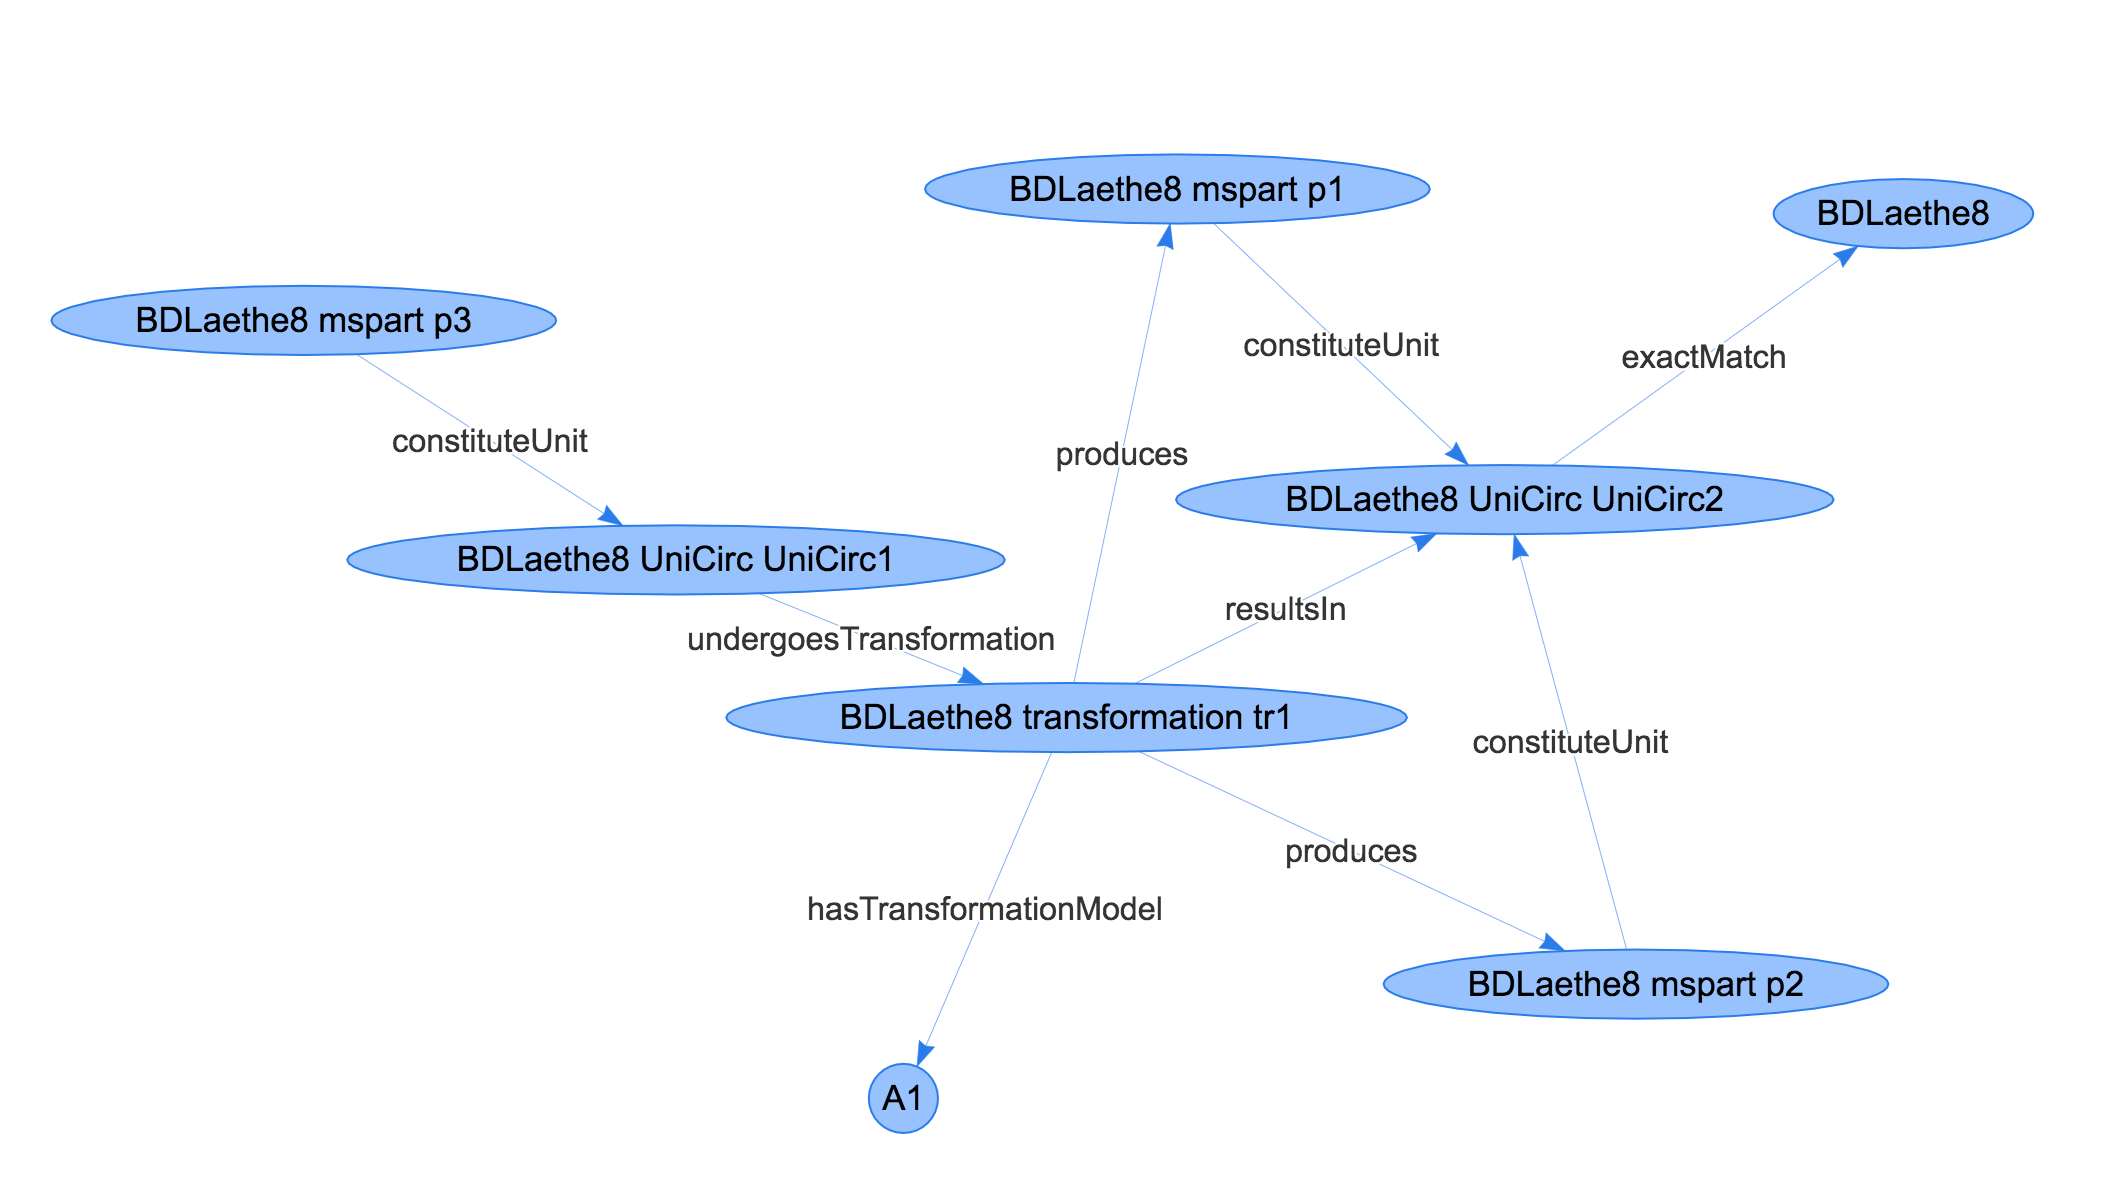 BDLaethe8 mspart p1
BDLaethe8
BDLaethe8 mspart p3
constituteUnit
exactMatch
constituteUnit
produces
BDLaethe8 UniCirc UniCirc2
BDLaethe8 UniCirc UniCirc1
resultsIn
undergoesTransformation
BDLaethe8 transformation tr1
constituteUnit
produces
hasTransformationModel
BDLaethe8 mspart p2
A1